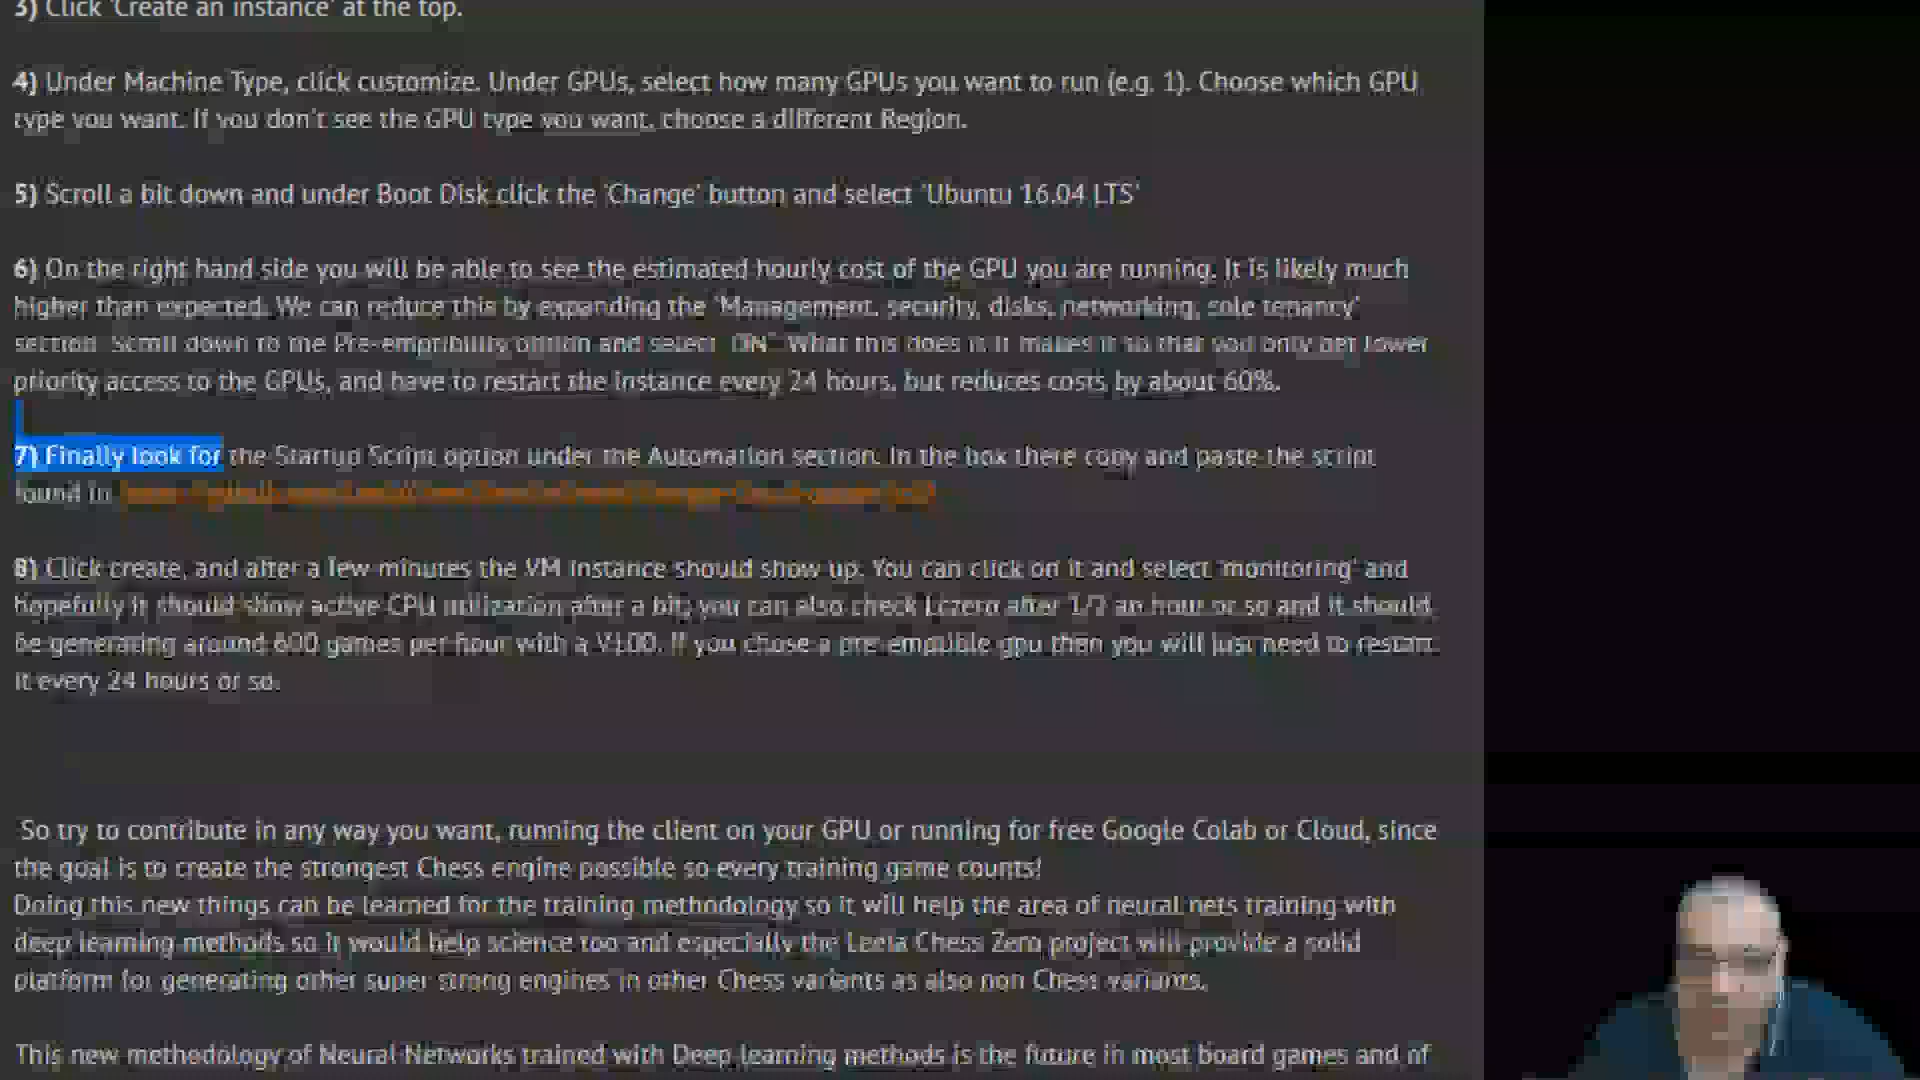 3) Click 'Create an instance' at the top.
4) Under Machine Type, click customize. Under GPUs, select how many GPUs you want to run (e.g. 1). Choose which GPU
type you want. If you don't see the GPU type you want, choose a different Region.
5) Scroll a bit down and under Boot Disk click the 'Change' button and select 'Ubuntu 16.04 LTS'
6) On the right hand side you will be able to see the estimated hourly cost of the GPU you are running. It is likely much
higher than expected. We can reduce this by expanding the 'Management, security, disks, networking, sole tenancy'
section. Scroll down to the Pre-emptibility option and select 'ON'. What this does is it makes it so that you only get lower
priority access to the GPUs, and have to restart the instance every 24 hours, but reduces costs by about 60%.
7) Finally look for the Startup Script option under the Automation section. In the box there copy and paste the script
found in
8) Click create, and after a few minutes the VM instance should show up. You can click on it and select 'monitoring' and
hopefully it should show active CPU utilization after a bit; you can also check Lczero after 1/2 an hour or so and it should
be generating around 600 games per hour with a V100. If you chose a pre-emptible gpu then you will just need to restart
it every 24 hours or so.
So try to contribute in any way you want, running the client on your GPU or running for free Google Colab or Cloud, since
the goal is to create the strongest Chess engine possible so every training game counts!
Doing this new things can be learned for the training methodology so it will help the area of neural nets training with
deep learning methods so it would help science too and especially the Leela Chess Zero project will provide a solid
platform for generating other super strong engines in other Chess variants as also non Chess variants.
This new methodology of Neural Networks trained with Deep learning methods is the future in most board games and of